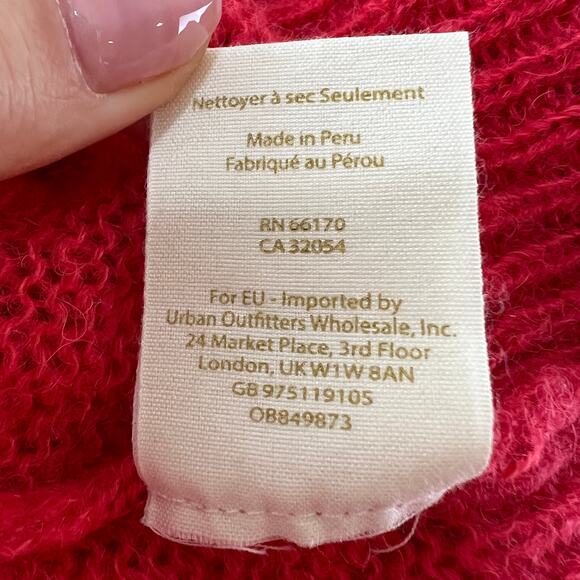 Nettoyer à sec Seulement
Made in Peru
Fabriqué au Pérou
RN 66170
CA 32054
For EU - Imported by
Urban Outfitters Wholesale, Inc.
24 Market Place, 3rd Floor
London, UK W1W 8AN
GB 975119105
OB849873